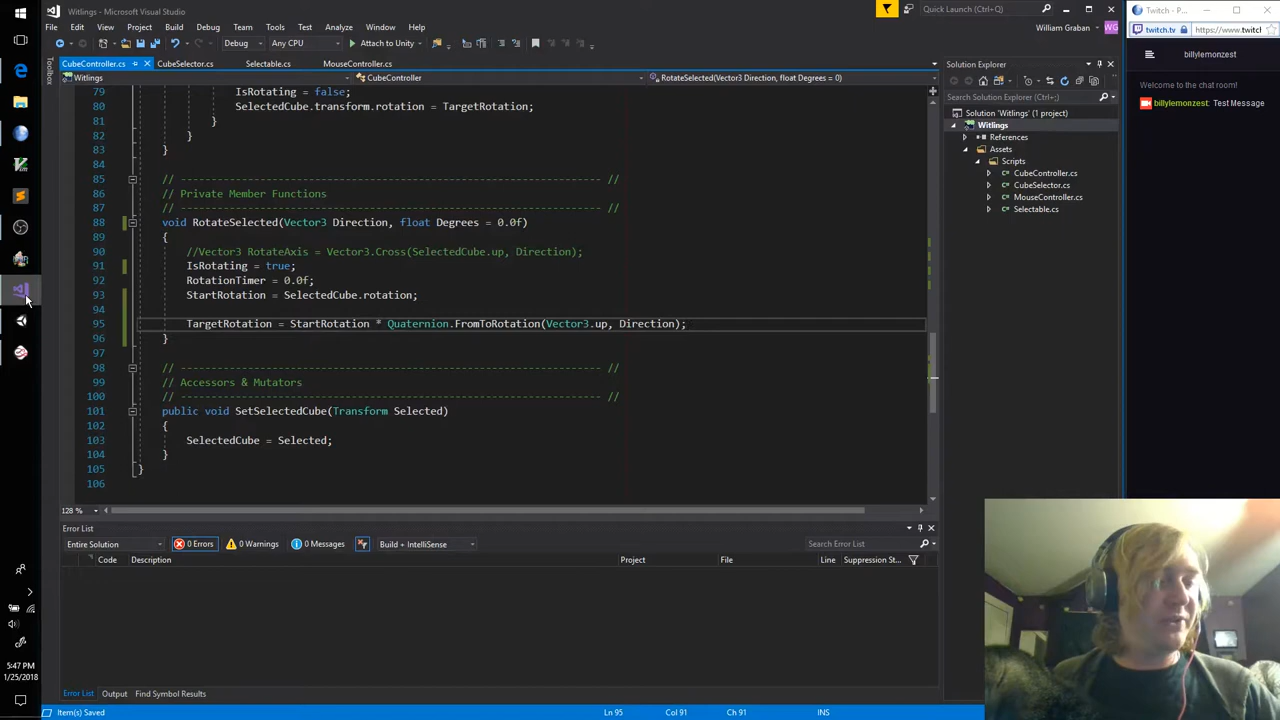 Witlings - Microsoft Visual Studio
Quick Launch (Ctrl+Q)
File Edit View Project Build Debug Team Tools Test Analyze Window Help
William Graban WG
Debug Any CPU Attach to Unity
Toolbox
CubeController.cs CubeSelector.cs Selectable.cs MouseController.cs
Witlings CubeController RotateSelected(Vector3 Direction, float Degrees = 0.0f)
79 IsRotating = false;
80 SelectedCube.transform.rotation = TargetRotation;
81 }
82 }
83 }
84
85 // ---------------------------------------------------------- //
86 // Private Member Functions
87 // ---------------------------------------------------------- //
88 void RotateSelected(Vector3 Direction, float Degrees = 0.0f)
89 {
90 //Vector3 RotateAxis = Vector3.Cross(SelectedCube.up, Direction);
91 IsRotating = true;
92 RotationTimer = 0.0f;
93 StartRotation = SelectedCube.rotation;
94
95 TargetRotation = StartRotation * Quaternion.FromToRotation(Vector3.up, Direction);
96 }
97
98 // ---------------------------------------------------------- //
99 // Accessors & Mutators
100 // ---------------------------------------------------------- //
101 public void SetSelectedCube(Transform Selected)
102 {
103 SelectedCube = Selected;
104 }
105 }
106
128 %
Error List
Entire Solution 0 Errors 0 Warnings 0 Messages Build + IntelliSense
Search Error List
Code Description Project File Line Suppression St...
Error List Output Find Symbol Results
Item(s) Saved Ln 95 Col 91 Ch 91 INS
Solution Explorer
Search Solution Explorer (Ctrl+;)
Solution 'Witlings' (1 project)
Witlings
References
Assets
Scripts
CubeController.cs
CubeSelector.cs
MouseController.cs
Selectable.cs
Twitch - P...
twitch.tv https://www.twitcl
billylemonzest
Welcome to the chat room!
billylemonzest: Test Message
5:47 PM
1/25/2018